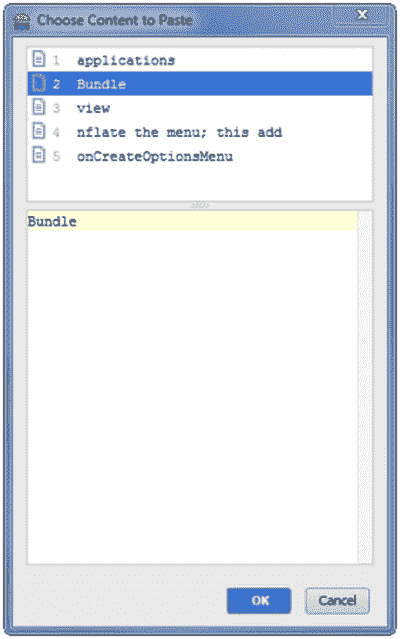 Choose Content to Paste
1 applications
2 Bundle
3 view
4 nflate the menu; this add
5 onCreateOptionsMenu
Bundle
OK Cancel